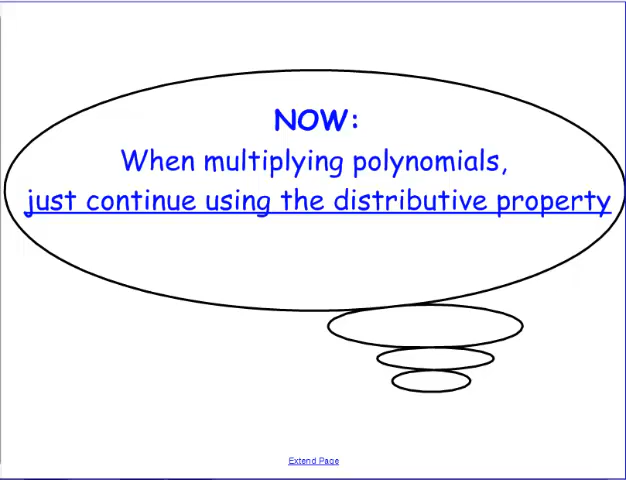 NOW:
When multiplying polynomials,
just continue using the distributive property
Extend Page